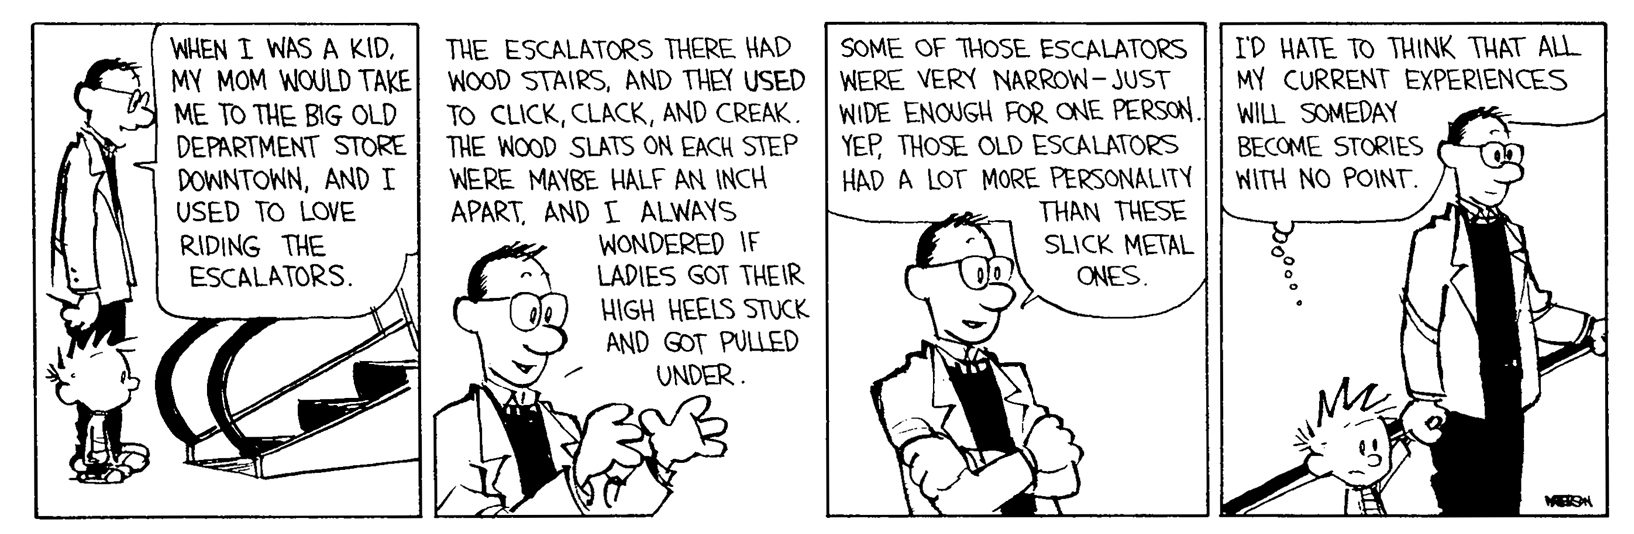 WHEN I WAS A KID,
MY MOM WOULD TAKE
ME TO THE BIG OLD
DEPARTMENT STORE
DOWNTOWN, AND I
USED TO LOVE
RIDING THE
ESCALATORS.
THE ESCALATORS THERE HAD
WOOD STAIRS, AND THEY USED
TO CLICK, CLACK, AND CREAK.
THE WOOD SLATS ON EACH STEP
WERE MAYBE HALF AN INCH
APART, AND I ALWAYS
WONDERED IF
LADIES GOT THEIR
HIGH HEELS STUCK
AND GOT PULLED
UNDER.
SOME OF THOSE ESCALATORS
WERE VERY NARROW–JUST
WIDE ENOUGH FOR ONE PERSON.
YEP, THOSE OLD ESCALATORS
HAD A LOT MORE PERSONALITY
THAN THESE
SLICK METAL
ONES.
I'D HATE TO THINK THAT ALL
MY CURRENT EXPERIENCES
WILL SOMEDAY
BECOME STORIES
WITH NO POINT.
WATERSON